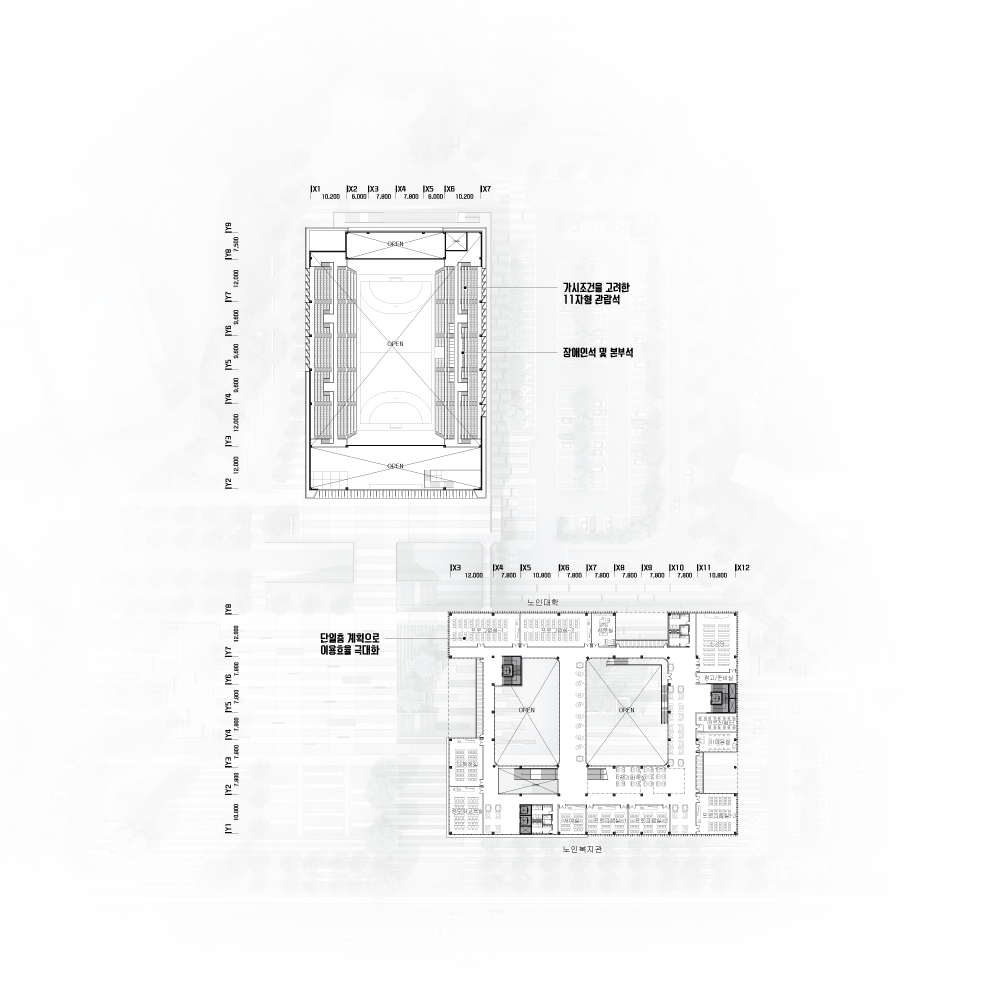 X1 X2 X3 X4 X5 X6 X7
10,200 6,000 7,800 7,800 6,000 10,200
Y9
7,500
Y8
12,000
Y7
9,600
Y6
9,600
Y5
9,600
Y4
12,000
Y3
12,000
Y2
OPEN
OPEN
OPEN
가시조건을 고려한
11자형 관람석
장애인석 및 본부석
X3 X4 X5 X6 X7 X8 X9 X10 X11 X12
12,000 7,800 10,800 7,800 7,800 7,800 7,800 10,800
노인대학
Y8
12,000
Y7
7,800
Y6
7,800
Y5
7,800
Y4
7,800
Y3
7,800
Y2
10,000
Y1
단일층 계획으로
이용효율 극대화
창고/준비실
OPEN
OPEN
노인복지관